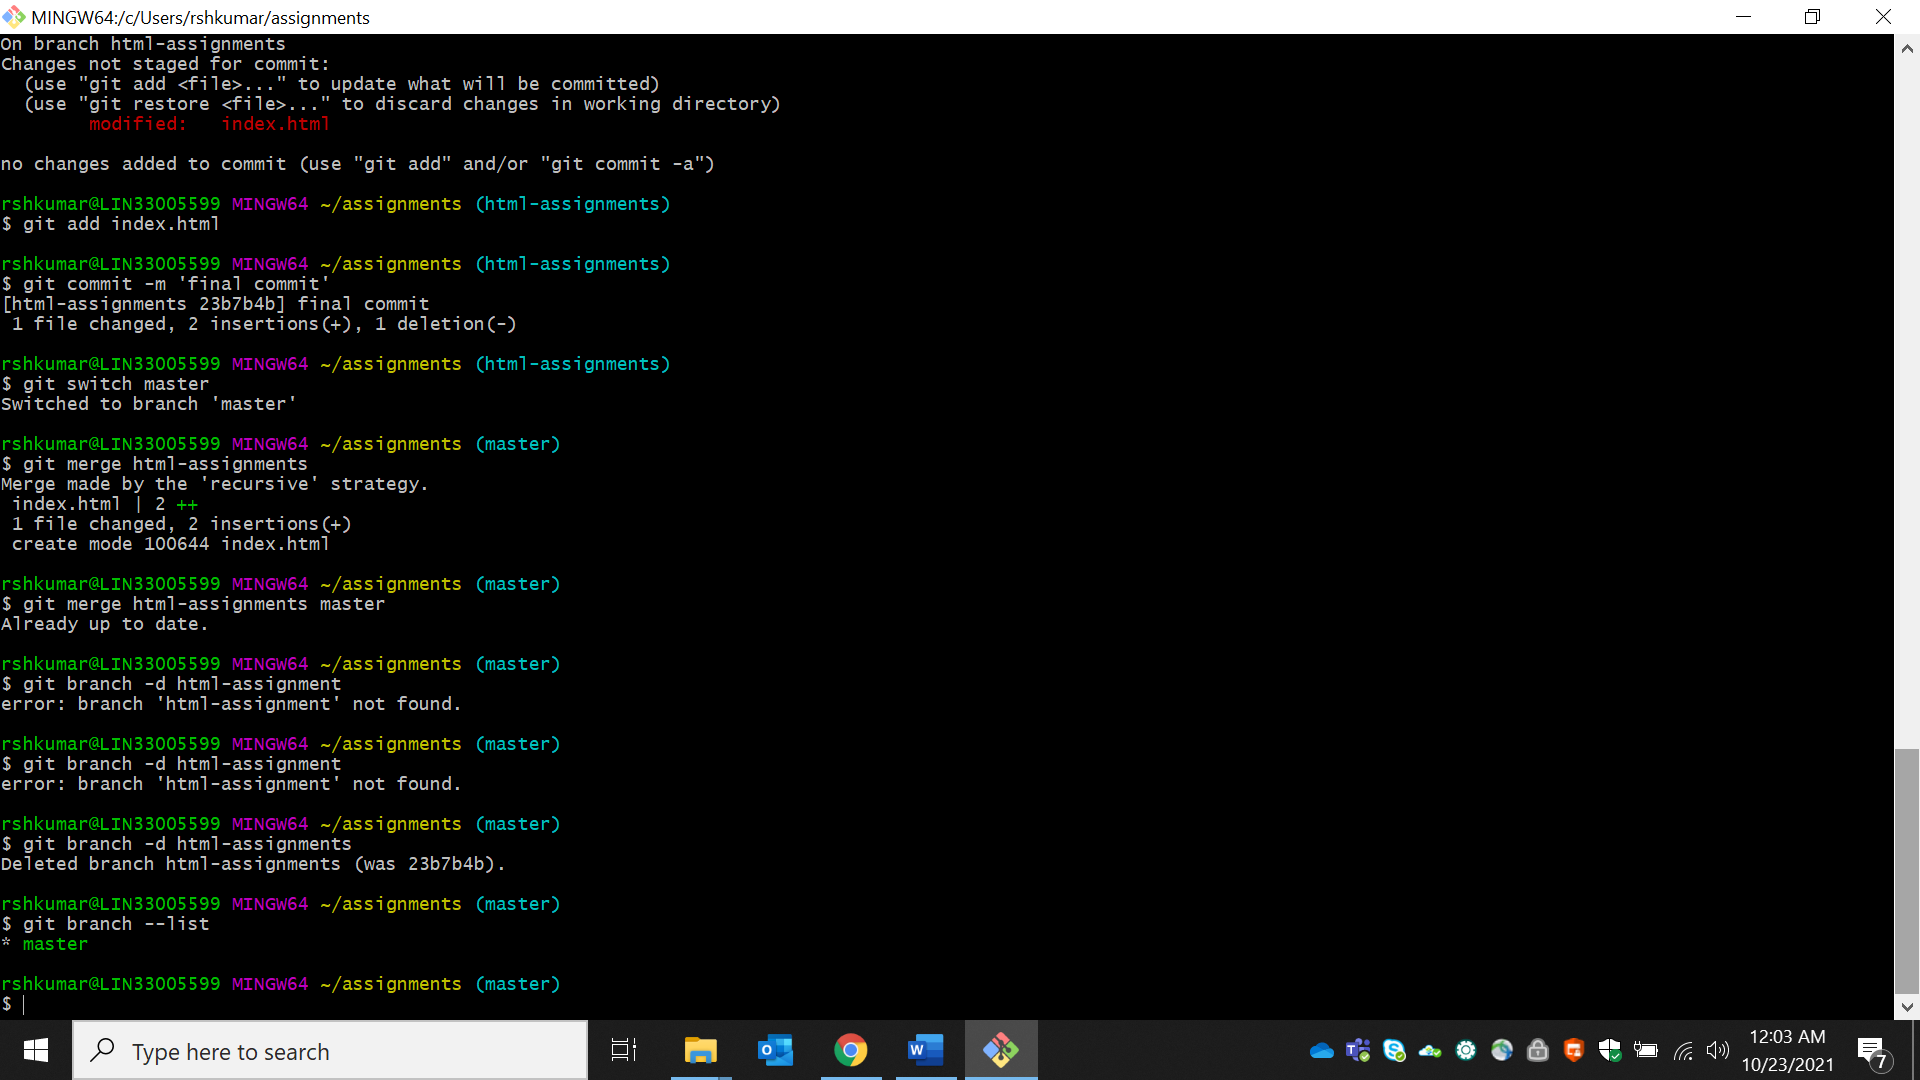 MINGW64:/c/Users/rshkumar/assignments
On branch html-assignments
Changes not staged for commit:
  (use "git add <file>..." to update what will be committed)
  (use "git restore <file>..." to discard changes in working directory)
        modified:   index.html

no changes added to commit (use "git add" and/or "git commit -a")

rshkumar@LIN33005599 MINGW64 ~/assignments (html-assignments)
$ git add index.html

rshkumar@LIN33005599 MINGW64 ~/assignments (html-assignments)
$ git commit -m 'final commit'
[html-assignments 23b7b4b] final commit
 1 file changed, 2 insertions(+), 1 deletion(-)

rshkumar@LIN33005599 MINGW64 ~/assignments (html-assignments)
$ git switch master
Switched to branch 'master'

rshkumar@LIN33005599 MINGW64 ~/assignments (master)
$ git merge html-assignments
Merge made by the 'recursive' strategy.
 index.html | 2 ++
 1 file changed, 2 insertions(+)
 create mode 100644 index.html

rshkumar@LIN33005599 MINGW64 ~/assignments (master)
$ git merge html-assignments master
Already up to date.

rshkumar@LIN33005599 MINGW64 ~/assignments (master)
$ git branch -d html-assignment
error: branch 'html-assignment' not found.

rshkumar@LIN33005599 MINGW64 ~/assignments (master)
$ git branch -d html-assignment
error: branch 'html-assignment' not found.

rshkumar@LIN33005599 MINGW64 ~/assignments (master)
$ git branch -d html-assignments
Deleted branch html-assignments (was 23b7b4b).

rshkumar@LIN33005599 MINGW64 ~/assignments (master)
$ git branch --list
* master

rshkumar@LIN33005599 MINGW64 ~/assignments (master)
$
Type here to search
12:03 AM
10/23/2021
7